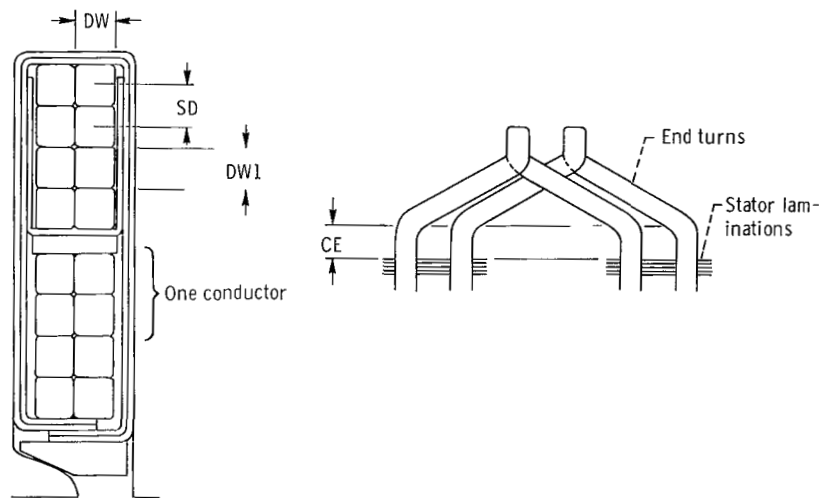 DW
SD
DW1
One conductor
CE
End turns
Stator lam-
inations